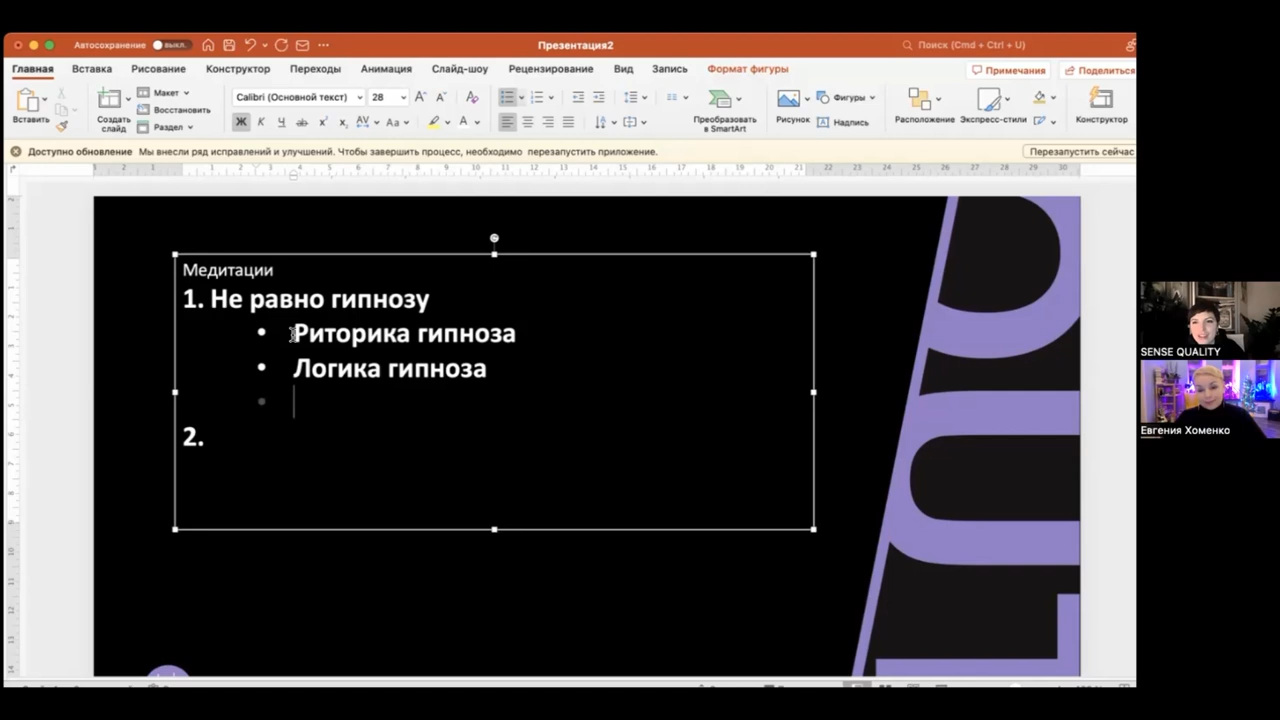 Автосохранение ВЫКЛ. Презентация2 Поиск (Cmd + Ctrl + U)
Главная Вставка Рисование Конструктор Переходы Анимация Слайд-шоу Рецензирование Вид Запись Формат фигуры Примечания Поделиться
Вставить Создать слайд Макет Восстановить Раздел Calibri (Основной текст) 28 Преобразовать в SmartArt Рисунок Фигуры Надпись Расположение Экспресс-стили Конструктор
Доступно обновление Мы внесли ряд исправлений и улучшений. Чтобы завершить процесс, необходимо перезапустить приложение. Перезапустить сейчас
Медитации
1. Не равно гипнозу
• Риторика гипноза
• Логика гипноза
•
2.
SENSE QUALITY
Евгения Хоменко